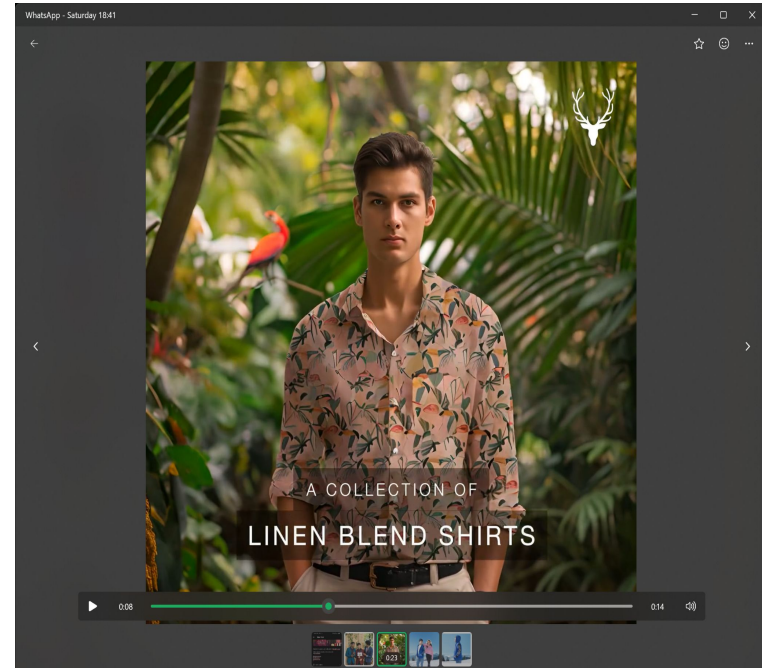 WhatsApp - Saturday 18:41
A COLLECTION OF
LINEN BLEND SHIRTS
0:08
0:14
0:23